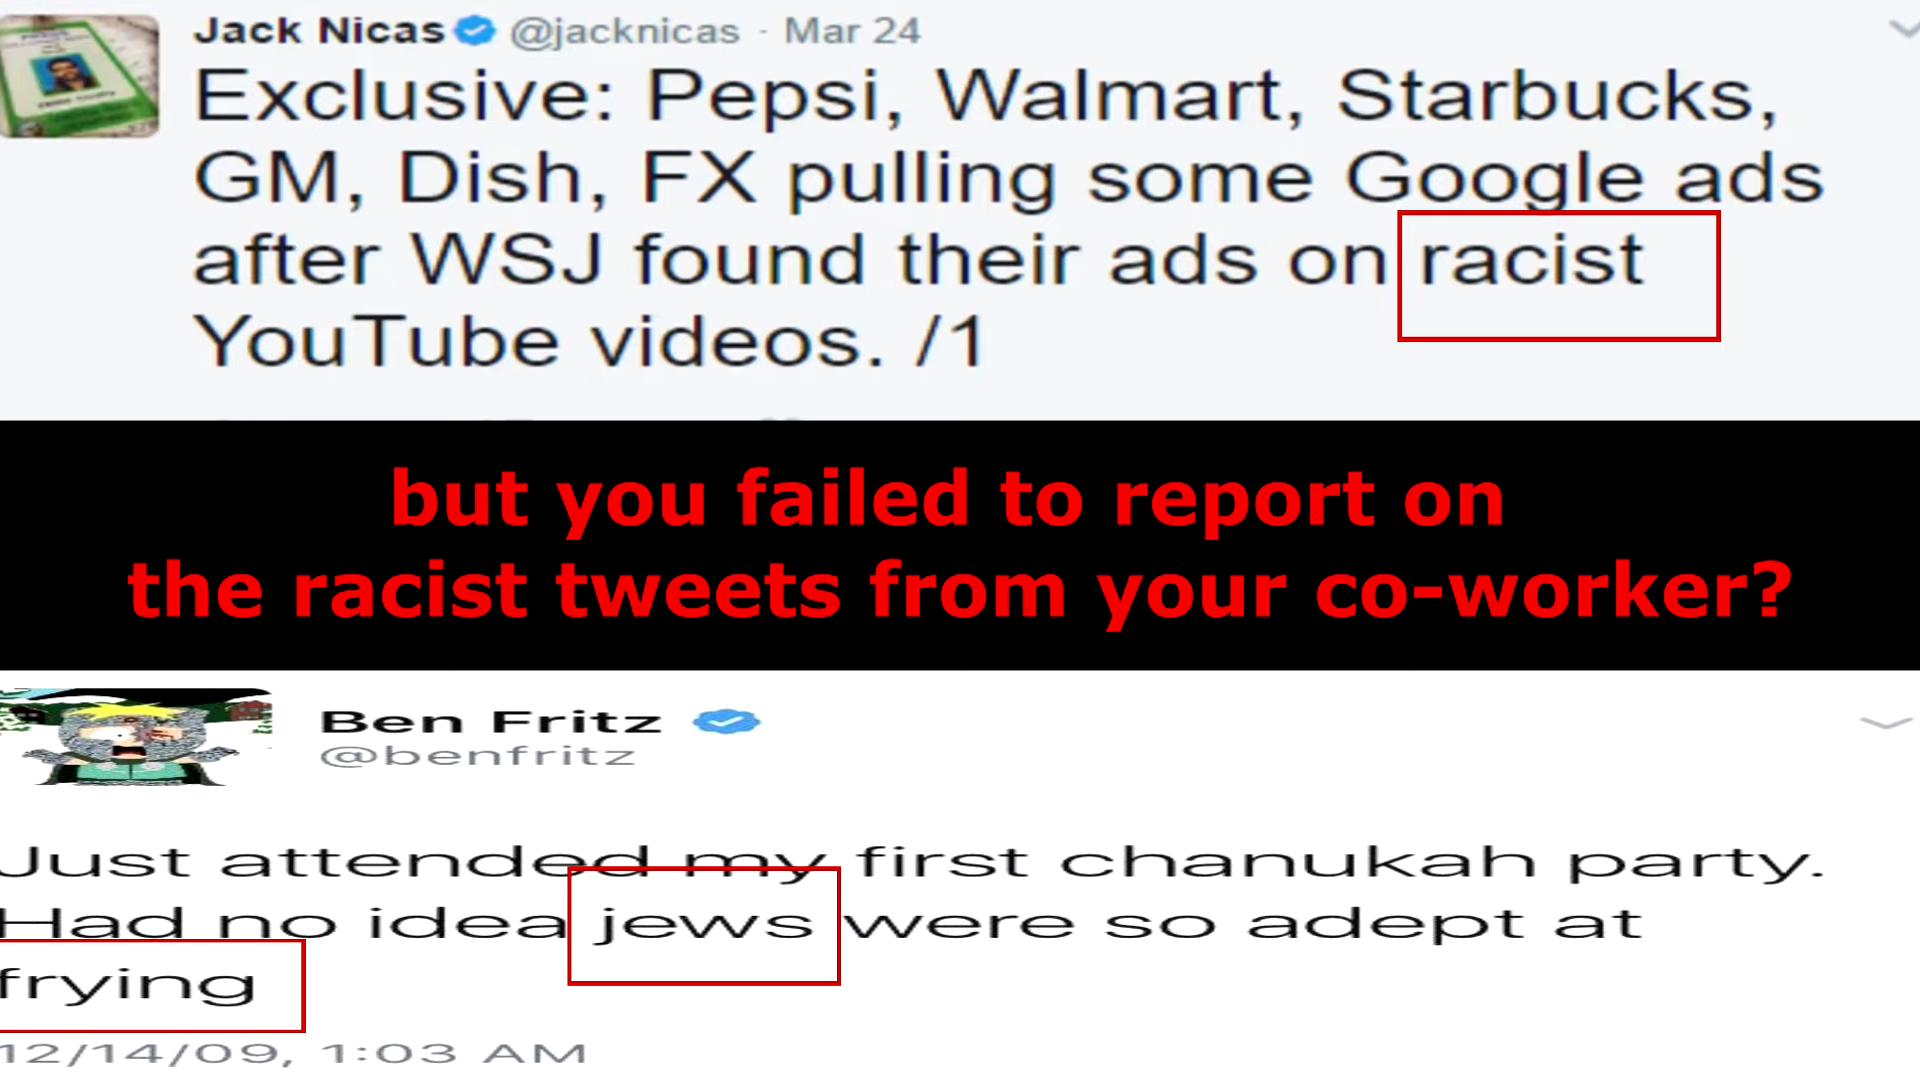 Jack Nicas @jacknicas · Mar 24
Exclusive: Pepsi, Walmart, Starbucks,
GM, Dish, FX pulling some Google ads
after WSJ found their ads on racist
YouTube videos. /1
but you failed to report on
the racist tweets from your co-worker?
Ben Fritz
@benfritz
Just attended my first chanukah party.
Had no idea jews were so adept at
frying
12/14/09, 1:03 AM